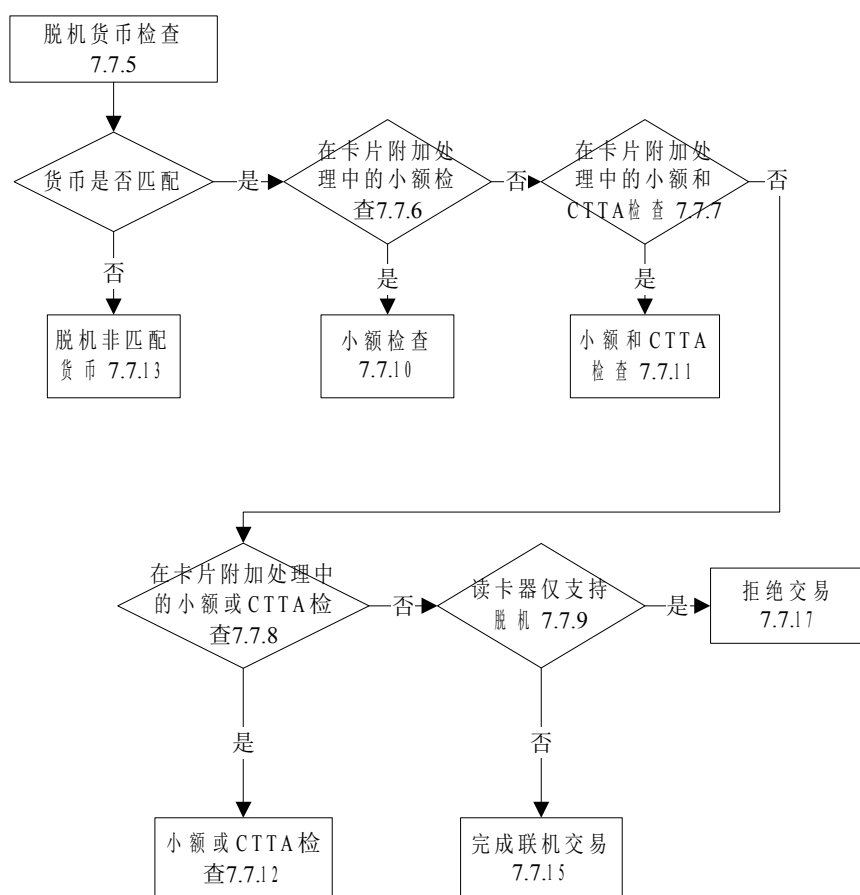 脱机货币检查
7.7.5
货币是否匹配
是
在卡片附加处
理中的小额检
查7.7.6
否
在卡片附加处
理中的小额和
CTTA检查 7.7.7
否
否
是
是
脱机非匹配
货币 7.7.13
小额检查
7.7.10
小额和CTTA
检查 7.7.11
在卡片附加处理中
的小额或CTTA检
查7.7.8
否
读卡器仅支持
脱机 7.7.9
是
拒绝交易
7.7.17
是
否
小额或CTTA检
查7.7.12
完成联机交易
7.7.15